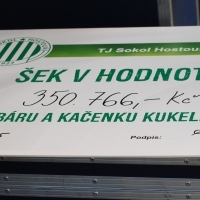 TJ Sokol Hostou
ŠEK V HODNOT
350.766,- Kč
BÁRU A KAČENKU KUKEL
Podpis: